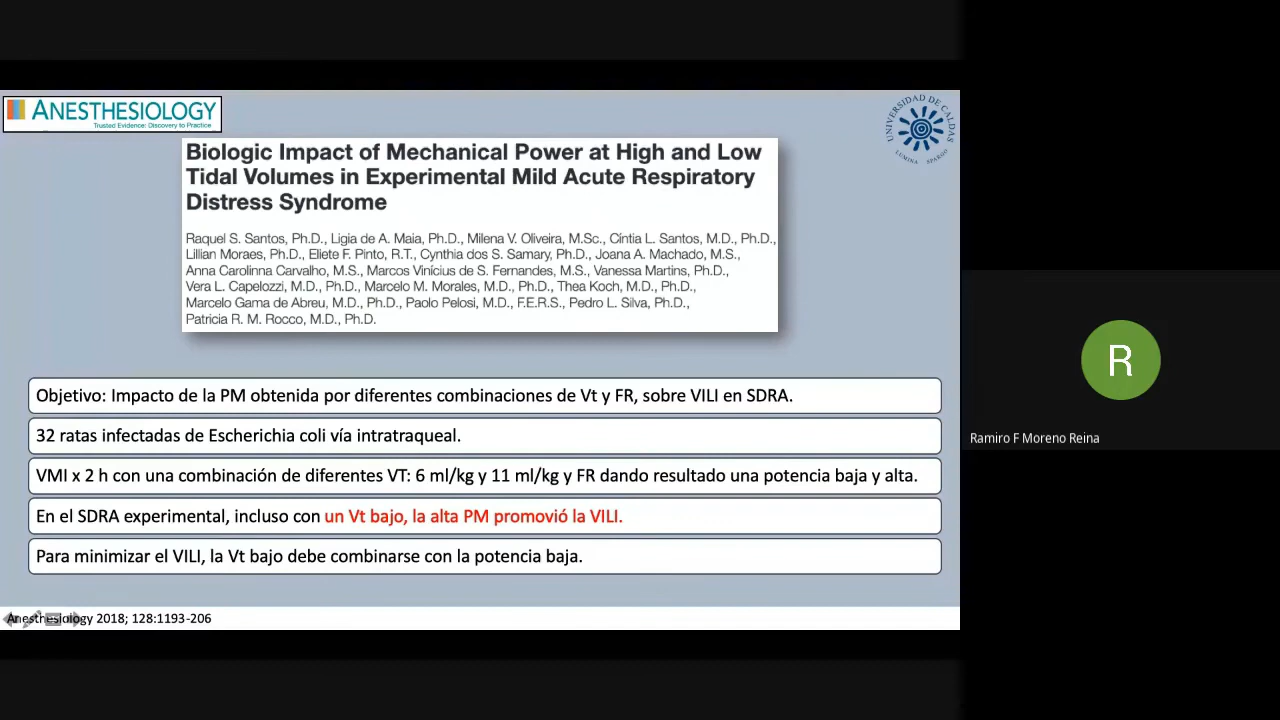 ANESTHESIOLOGY
Trusted Evidence: Discovery to Practice
UNIVERSIDAD DE CALDAS
LUMINA SPARGO
Biologic Impact of Mechanical Power at High and Low
Tidal Volumes in Experimental Mild Acute Respiratory
Distress Syndrome
Raquel S. Santos, Ph.D., Ligia de A. Maia, Ph.D., Milena V. Oliveira, M.Sc., Cíntia L. Santos, M.D., Ph.D.,
Lillian Moraes, Ph.D., Eliete F. Pinto, R.T., Cynthia dos S. Samary, Ph.D., Joana A. Machado, M.S.,
Anna Carolinna Carvalho, M.S., Marcos Vinícius de S. Fernandes, M.S., Vanessa Martins, Ph.D.,
Vera L. Capelozzi, M.D., Ph.D., Marcelo M. Morales, M.D., Ph.D., Thea Koch, M.D., Ph.D.,
Marcelo Gama de Abreu, M.D., Ph.D., Paolo Pelosi, M.D., F.E.R.S., Pedro L. Silva, Ph.D.,
Patricia R. M. Rocco, M.D., Ph.D.
Objetivo: Impacto de la PM obtenida por diferentes combinaciones de Vt y FR, sobre VILI en SDRA.
32 ratas infectadas de Escherichia coli vía intratraqueal.
VMI x 2 h con una combinación de diferentes VT: 6 ml/kg y 11 ml/kg y FR dando resultado una potencia baja y alta.
En el SDRA experimental, incluso con un Vt bajo, la alta PM promovió la VILI.
Para minimizar el VILI, la Vt bajo debe combinarse con la potencia baja.
Anesthesiology 2018; 128:1193-206
R
Ramiro F Moreno Reina